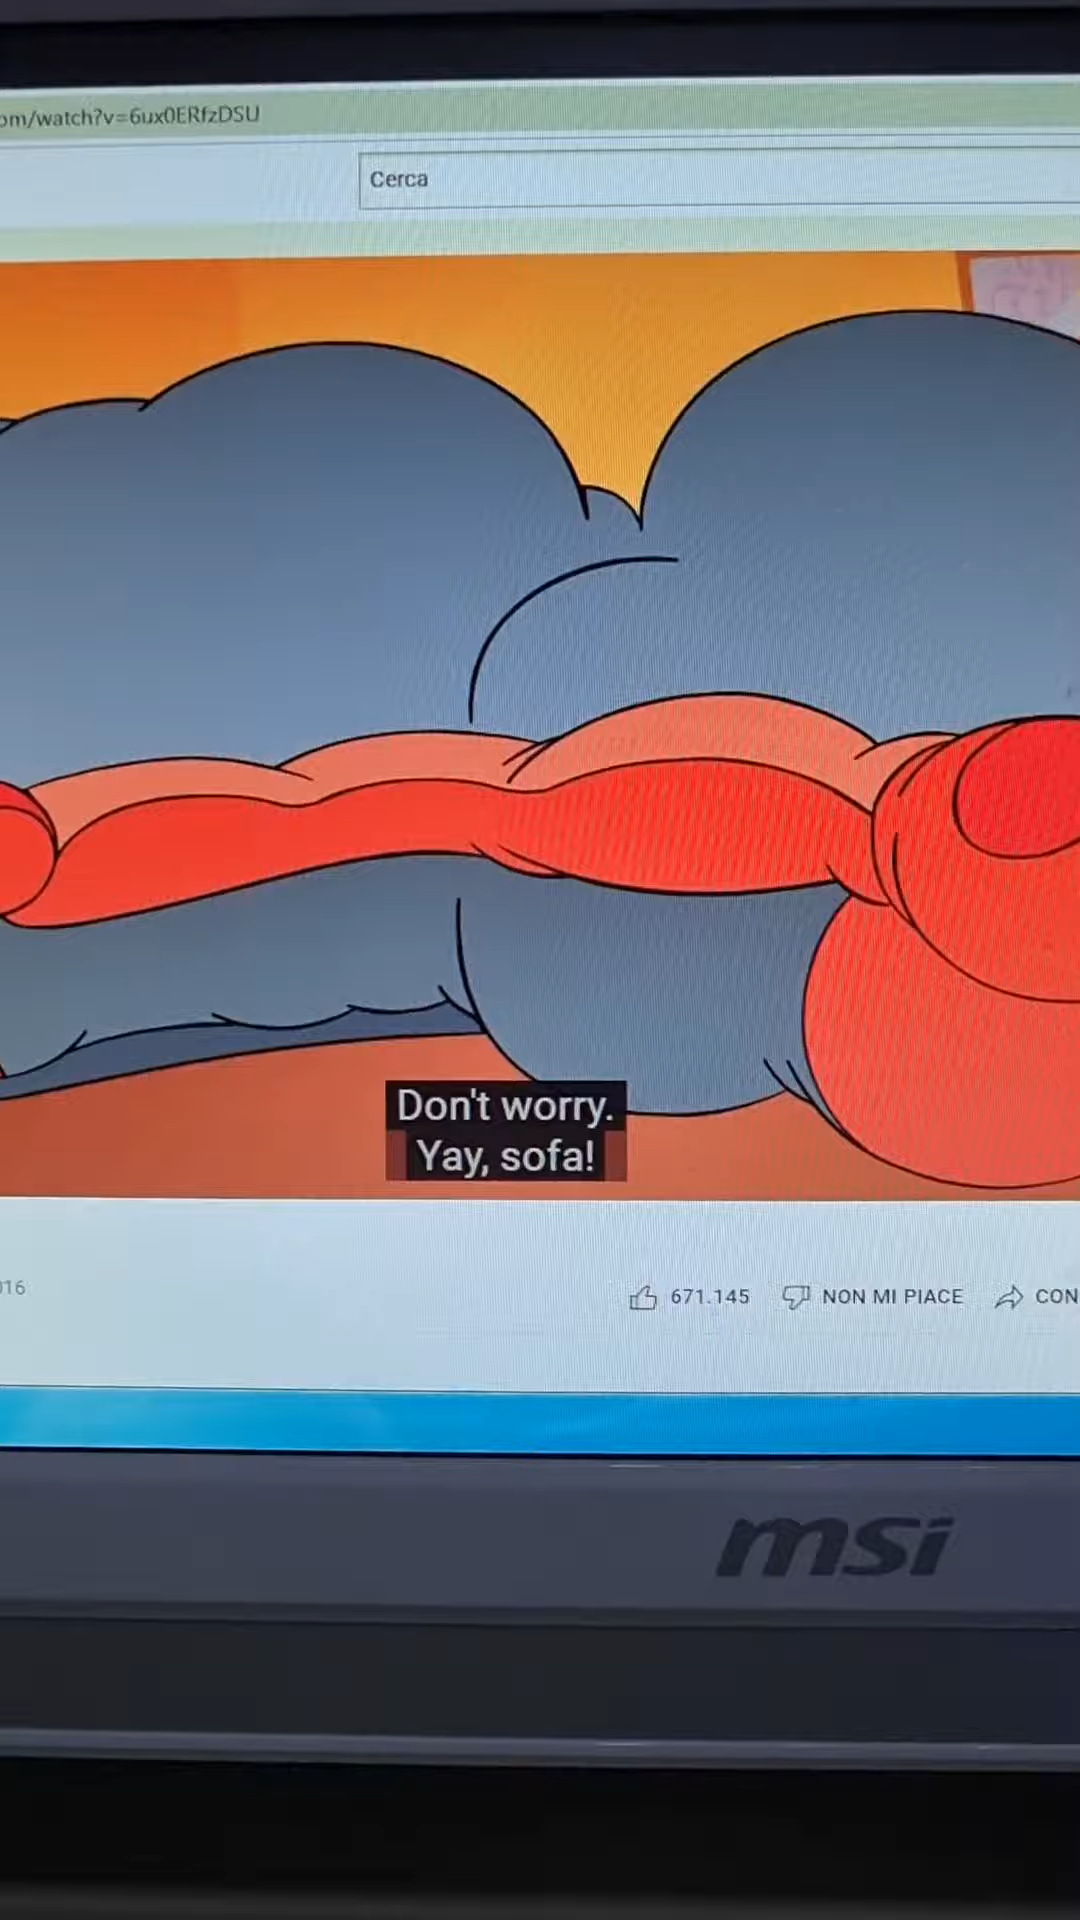 om/watch?v=6ux0ERfzDSU
Cerca
Don't worry.
Yay, sofa!
016
671.145
NON MI PIACE
CON
msi